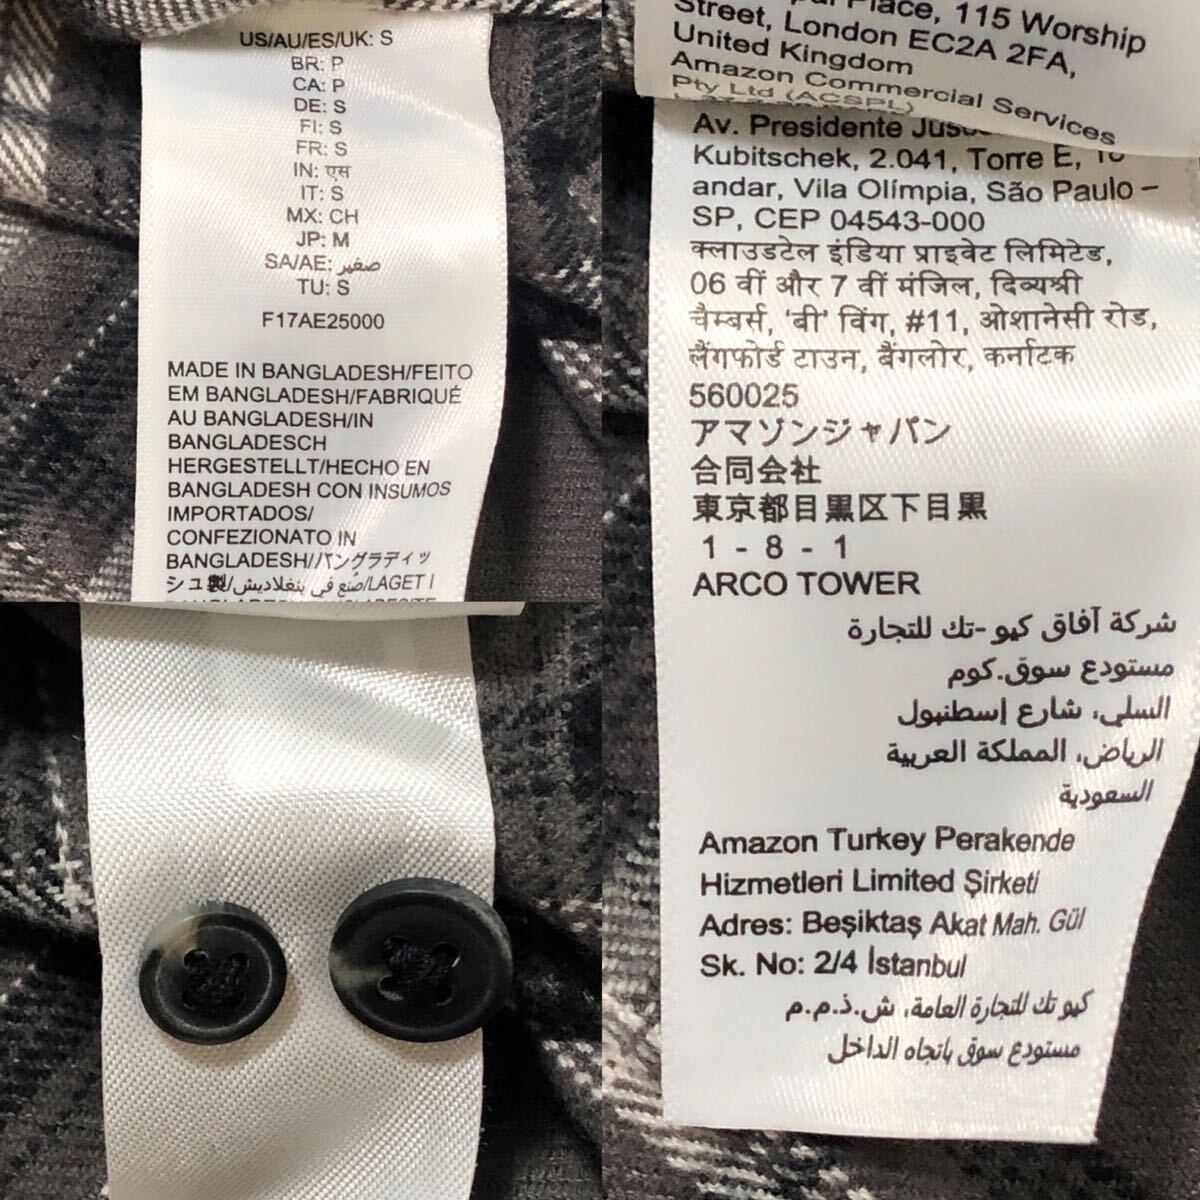 US/AU/ES/UK: S
BR: P
CA: P
DE: S
FI: S
FR: S
IN: एस
IT: S
MX: CH
JP: M
SA/AE: صغير
TU: S
F17AE25000
MADE IN BANGLADESH/FEITO
EM BANGLADESH/FABRIQUÉ
AU BANGLADESH/IN
BANGLADESCH
HERGESTELLT/HECHO EN
BANGLADESH CON INSUMOS
IMPORTADOS/
CONFEZIONATO IN
BANGLADESH//バングラディッ
シュ製/صنع في بنغلاديش/LAGET I
Place, 115 Worship
Street, London EC2A 2FA,
United Kingdom
Amazon Commercial Services
Pty Ltd (ACSPL)
Av. Presidente
Kubitschek, 2.041, Torre E,
andar, Vila Olímpia, São Paulo –
SP, CEP 04543-000
क्लाउडटेल इंडिया प्राइवेट लिमिटेड,
06 वीं और 7 वीं मंजिल, दिव्यश्री
चैम्बर्स, 'बी' विंग, #11, ओशानेसी रोड,
लैंगफोर्ड टाउन, बैंगलोर, कर्नाटक
560025
アマゾンジャパン
合同会社
東京都目黒区下目黒
1 - 8 - 1
ARCO TOWER
شركة آفاق كيو-تك للتجارة
مستودع سوق.كوم
السلي، شارع إسطنبول
الرياض، المملكة العربية
السعودية
Amazon Turkey Perakende
Hizmetleri Limited Şirketi
Adres: Beşiktaş Akat Mah. Gül
Sk. No: 2/4 İstanbul
كيو تك للتجارة العامة، ش.ذ.م.م
مستودع سوق باتجاه الداخل